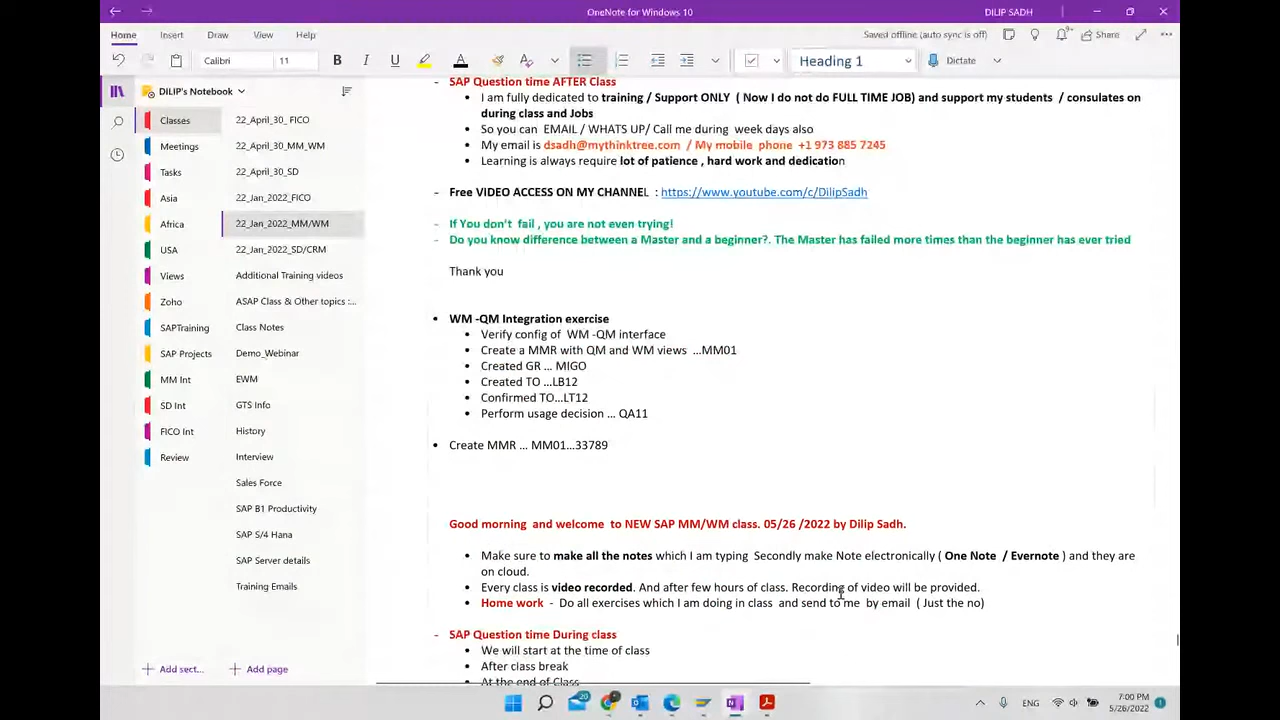 OneNote for Windows 10
DILIP SADH
Home
Insert
Draw
View
Help
Saved offline (auto sync is off)
Share
Calibri
11
B
I
U
A
Heading 1
Dictate
DiLIP's Notebook
Classes
Meetings
Tasks
Asia
Africa
USA
Views
Zoho
SAPTraining
SAP Projects
MM Int
SD Int
FICO Int
Review
Add sect...
22_April_30_ FICO
22_April_30_MM_WM
22_April_30_SD
22_Jan_2022_FICO
22_Jan_2022_MM/WM
22_Jan_2022_SD/CRM
Additional Training videos
ASAP Class & Other topics :...
Class Notes
Demo_Webinar
EWM
GTS Info
History
Interview
Sales Force
SAP B1 Productivity
SAP S/4 Hana
SAP Server details
Training Emails
Add page
- SAP Question time AFTER Class
• I am fully dedicated to training / Support ONLY ( Now I do not do FULL TIME JOB) and support my students / consulates on
during class and Jobs
• So you can EMAIL / WHATS UP/ Call me during week days also
• My email is dsadh@mythinktree.com / My mobile phone +1 973 885 7245
• Learning is always require lot of patience , hard work and dedication
- Free VIDEO ACCESS ON MY CHANNEL : https://www.youtube.com/c/DilipSadh
- If You don't fail , you are not even trying!
- Do you know difference between a Master and a beginner?. The Master has failed more times than the beginner has ever tried
Thank you
• WM -QM Integration exercise
• Verify config of WM -QM interface
• Create a MMR with QM and WM views ...MM01
• Created GR ... MIGO
• Created TO ...LB12
• Confirmed TO...LT12
• Perform usage decision ... QA11
• Create MMR ... MM01...33789
Good morning and welcome to NEW SAP MM/WM class. 05/26 /2022 by Dilip Sadh.
• Make sure to make all the notes which I am typing Secondly make Note electronically ( One Note / Evernote ) and they are
on cloud.
• Every class is video recorded. And after few hours of class. Recording of video will be provided.
• Home work - Do all exercises which I am doing in class and send to me by email ( Just the no)
- SAP Question time During class
• We will start at the time of class
• After class break
• At the end of Class
20
ENG
7:00 PM
5/26/2022